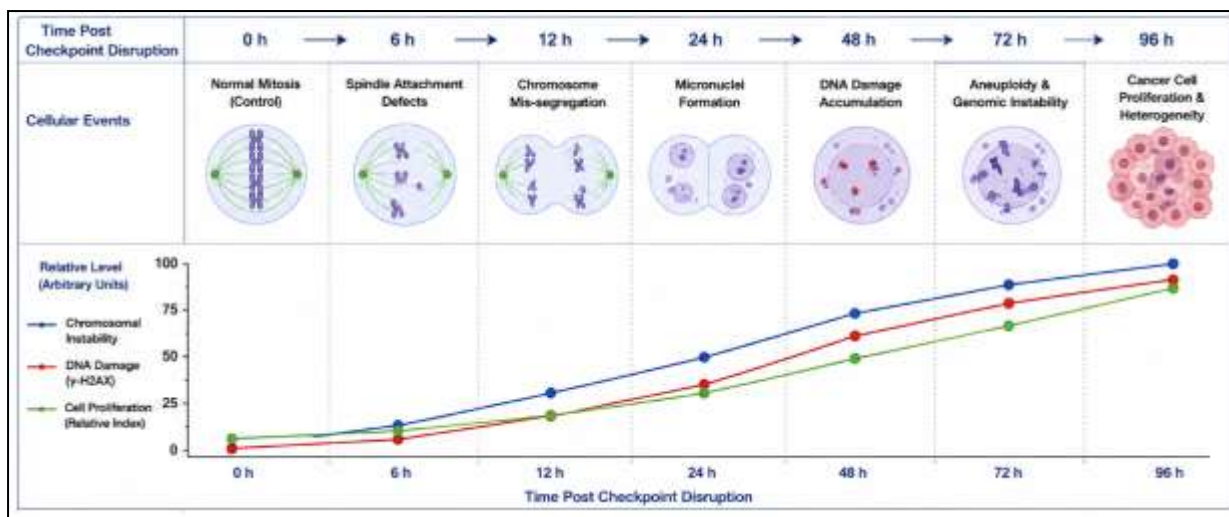 Time Post
Checkpoint Disruption
0 h
6 h
12 h
24 h
48 h
72 h
96 h
Cellular Events
Normal Mitosis
(Control)
Spindle Attachment
Defects
Chromosome
Mis-segregation
Micronuclei
Formation
DNA Damage
Accumulation
Aneuploidy &
Genomic Instability
Cancer Cell
Proliferation &
Heterogeneity
Relative Level
(Arbitrary Units)
Chromosomal
Instability
DNA Damage
(γ-H2AX)
Cell Proliferation
(Relative Index)
100
75
50
25
0
0 h
6 h
12 h
24 h
48 h
72 h
96 h
Time Post Checkpoint Disruption